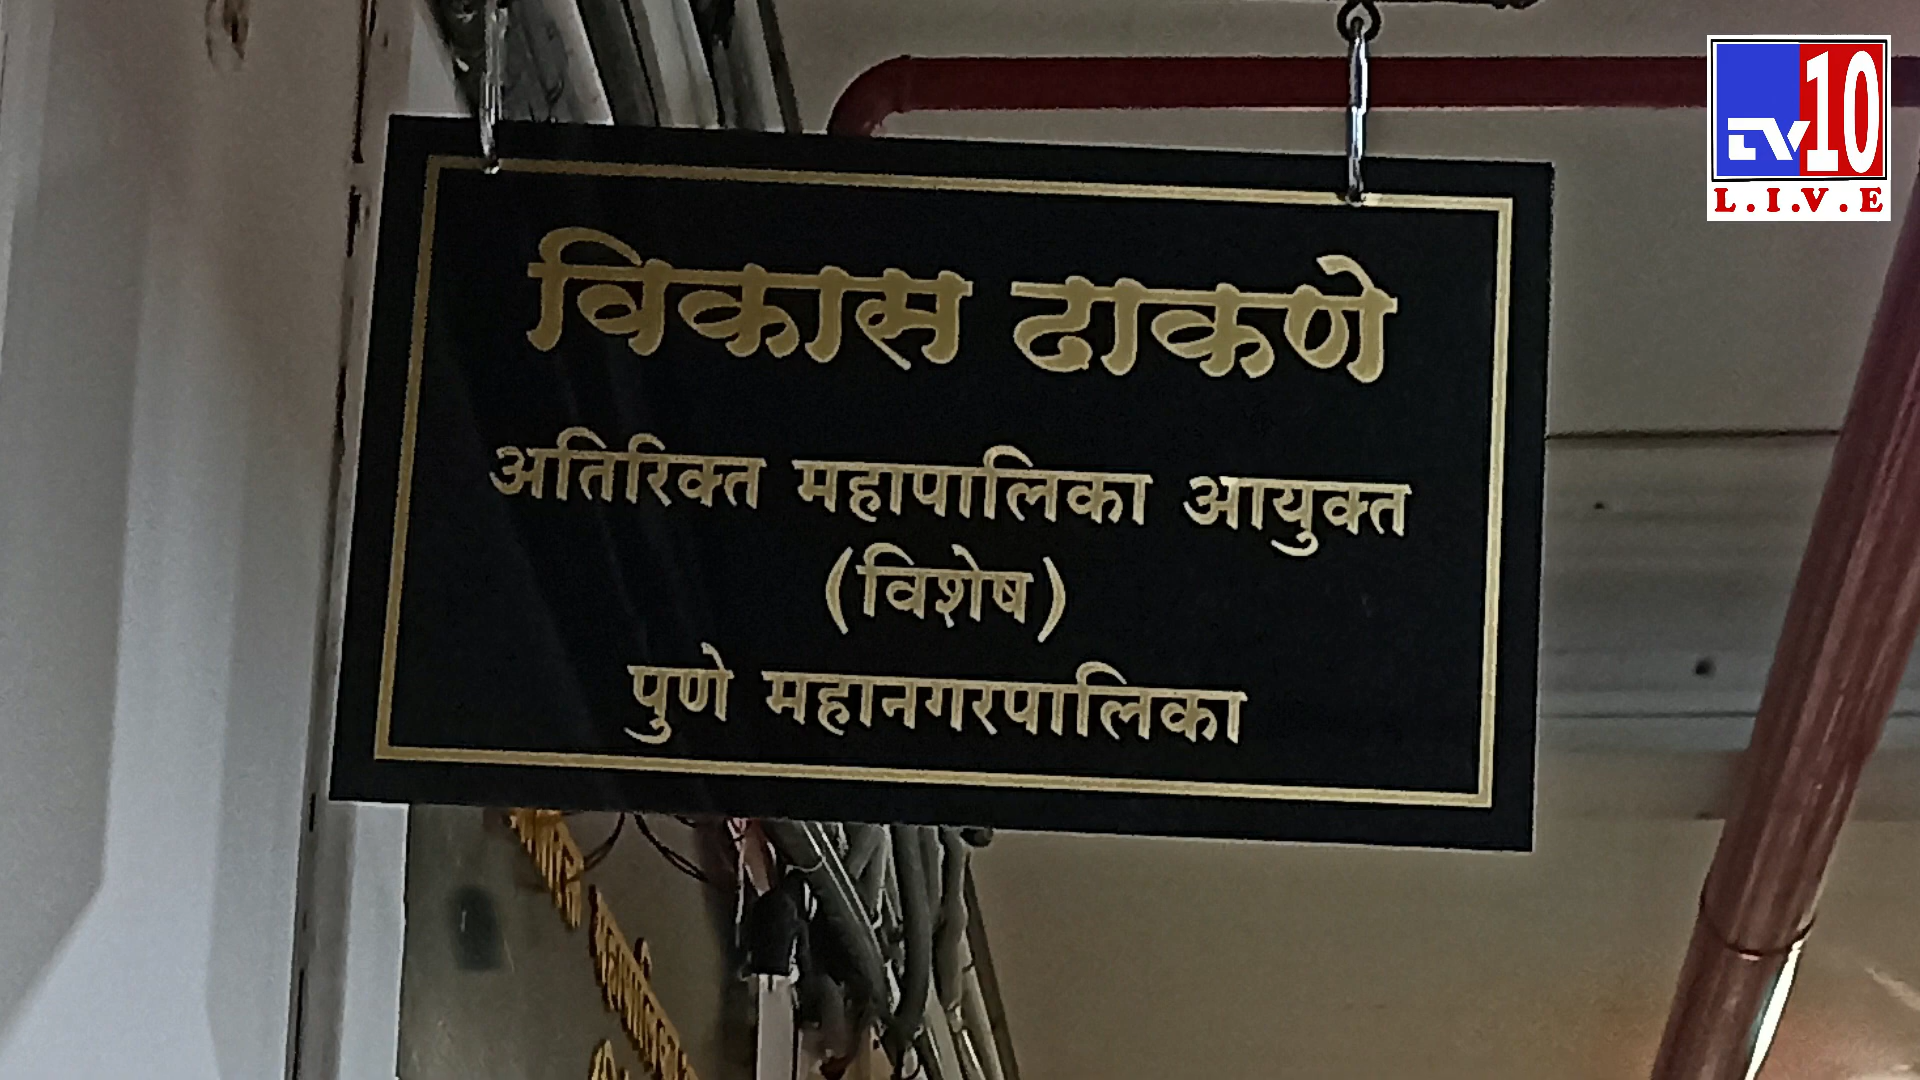 विकास ढाकणे
अतिरिक्त महापालिका आयुक्त
(विशेष)
पुणे महानगरपालिका
TV10
L.I.V.E